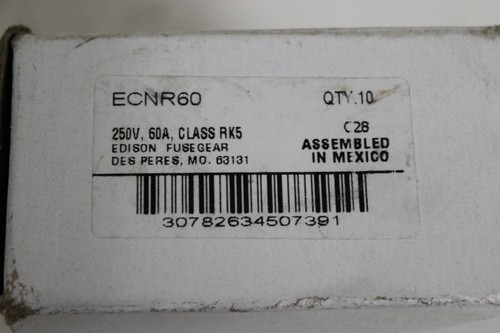 ECNR60 QTY.10
250V, 60A, CLASS RK5 C28
EDISON FUSEGEAR ASSEMBLED
DES PERES, MO. 63131 IN MEXICO
30782634507391